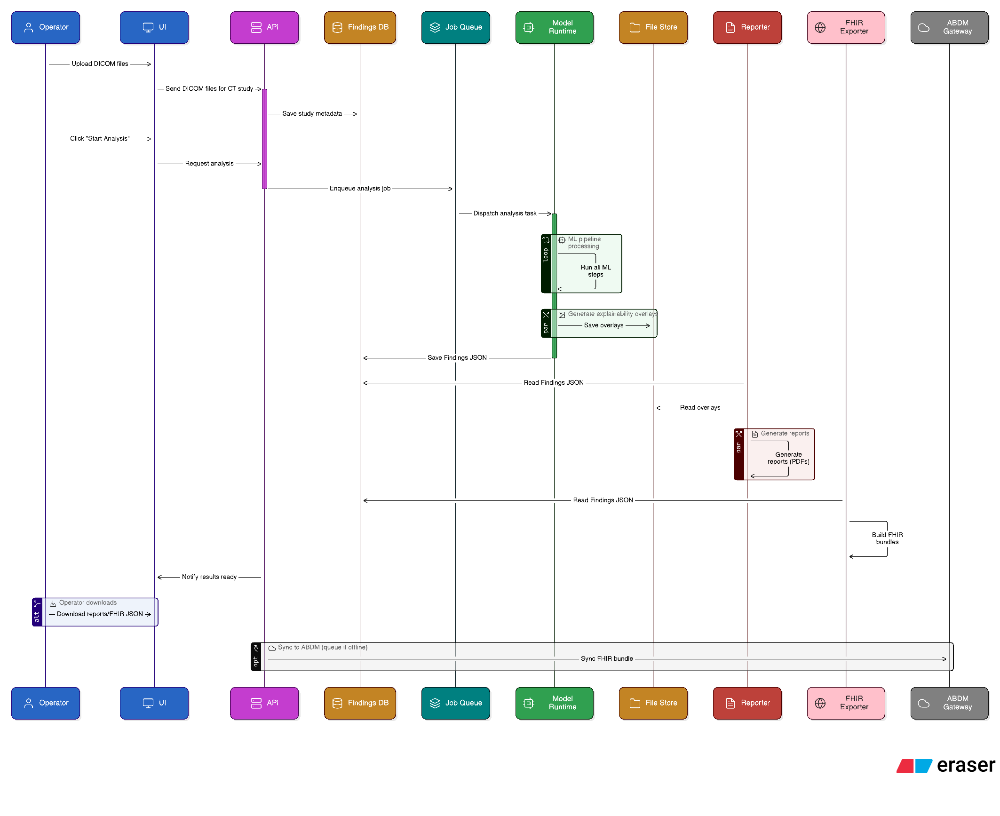 Operator
UI
API
Findings DB
Job Queue
Model
Runtime
File Store
Reporter
FHIR
Exporter
ABDM
Gateway
Upload DICOM files
Send DICOM files for CT study
Save study metadata
Click "Start Analysis"
Request analysis
Enqueue analysis job
Dispatch analysis task
loop
ML pipeline
processing
Run all ML
steps
par
Generate explainability overlays
Save overlays
Save Findings JSON
Read Findings JSON
Read overlays
par
Generate reports
Generate
reports (PDFs)
Read Findings JSON
Build FHIR
bundles
Notify results ready
alt
Operator downloads
Download reports/FHIR JSON
opt
Sync to ABDM (queue if offline)
Sync FHIR bundle
Operator
UI
API
Findings DB
Job Queue
Model
Runtime
File Store
Reporter
FHIR
Exporter
ABDM
Gateway
eraser